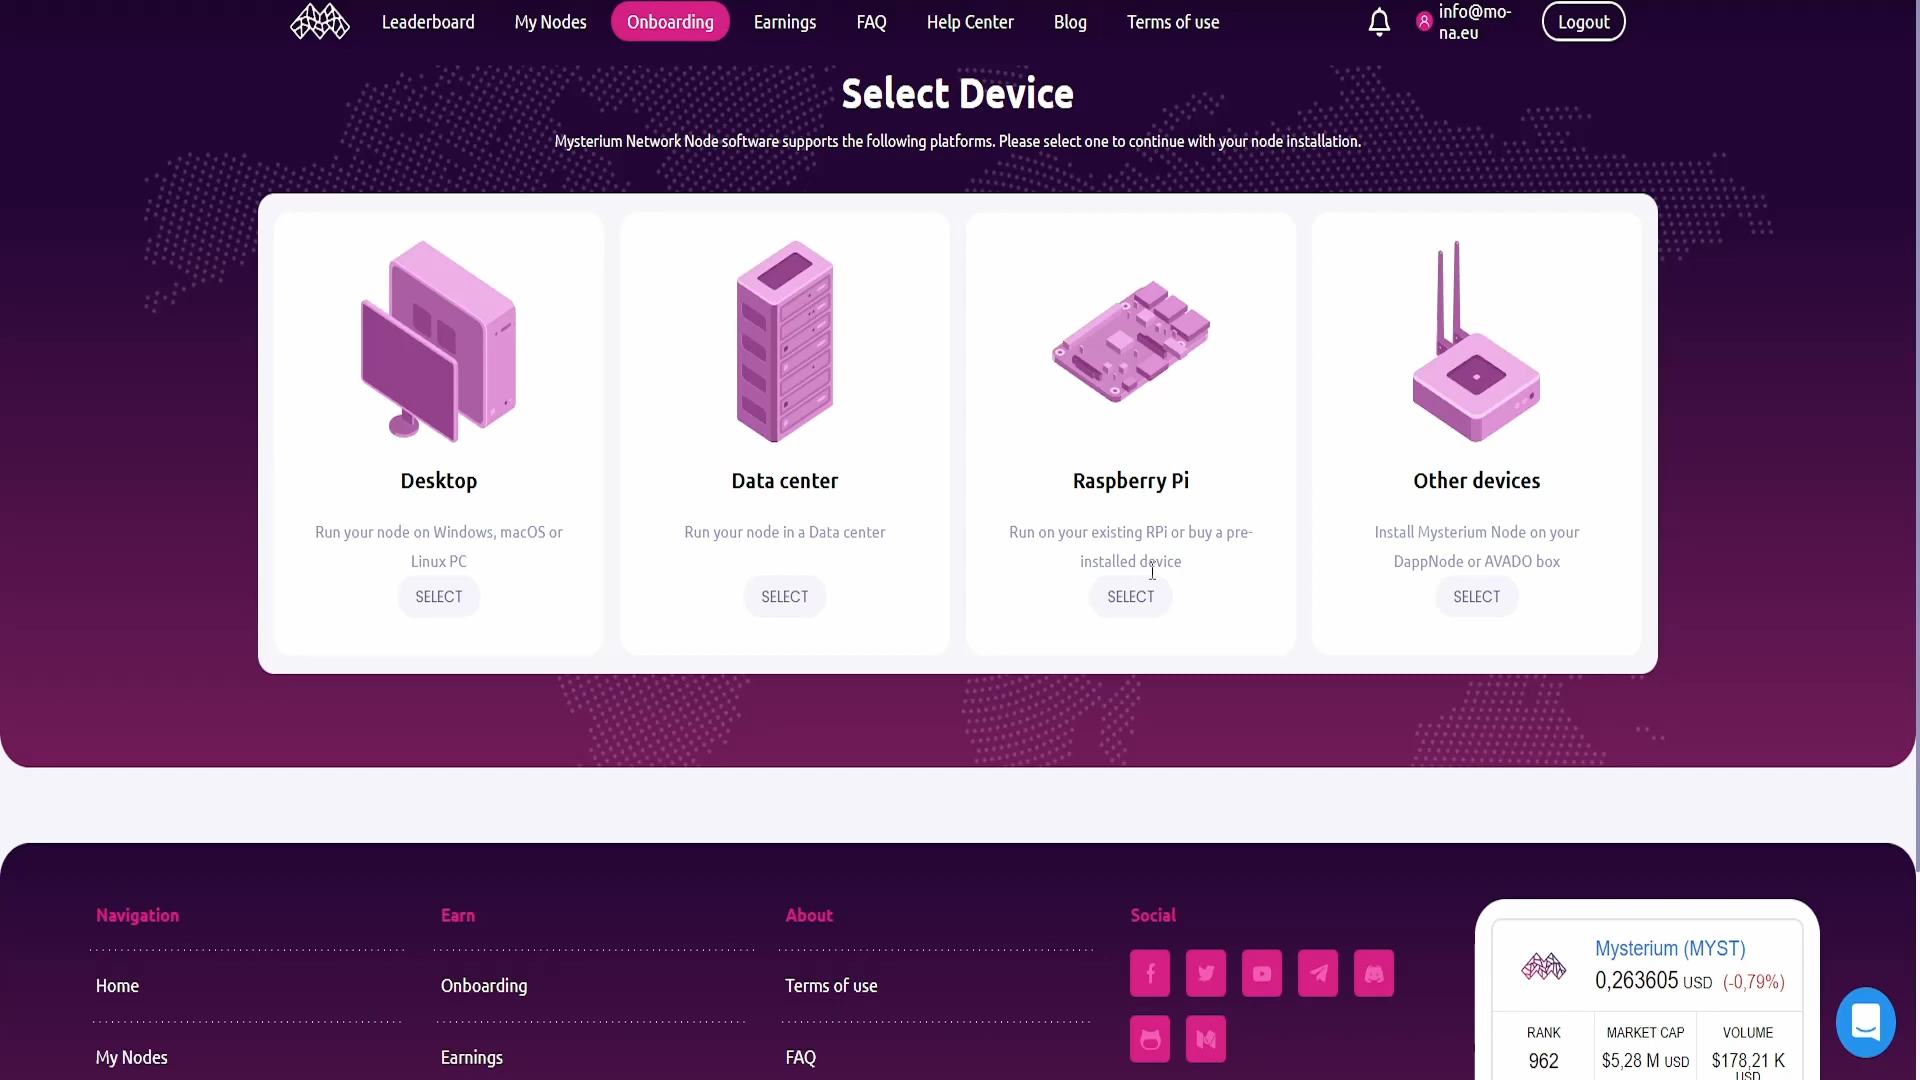 Leaderboard
My Nodes
Onboarding
Earnings
FAQ
Help Center
Blog
Terms of use
info@mo-
na.eu
Logout
Select Device
Mysterium Network Node software supports the following platforms. Please select one to continue with your node installation.
Desktop
Run your node on Windows, macOS or
Linux PC
SELECT
Data center
Run your node in a Data center
SELECT
Raspberry Pi
Run on your existing RPi or buy a pre-
installed device
SELECT
Other devices
Install Mysterium Node on your
DappNode or AVADO box
SELECT
Navigation
Home
My Nodes
Earn
Onboarding
Earnings
About
Terms of use
FAQ
Social
Mysterium (MYST)
0,263605 USD (-0,79%)
RANK
962
MARKET CAP
$5,28 M USD
VOLUME
$178,21 K
USD